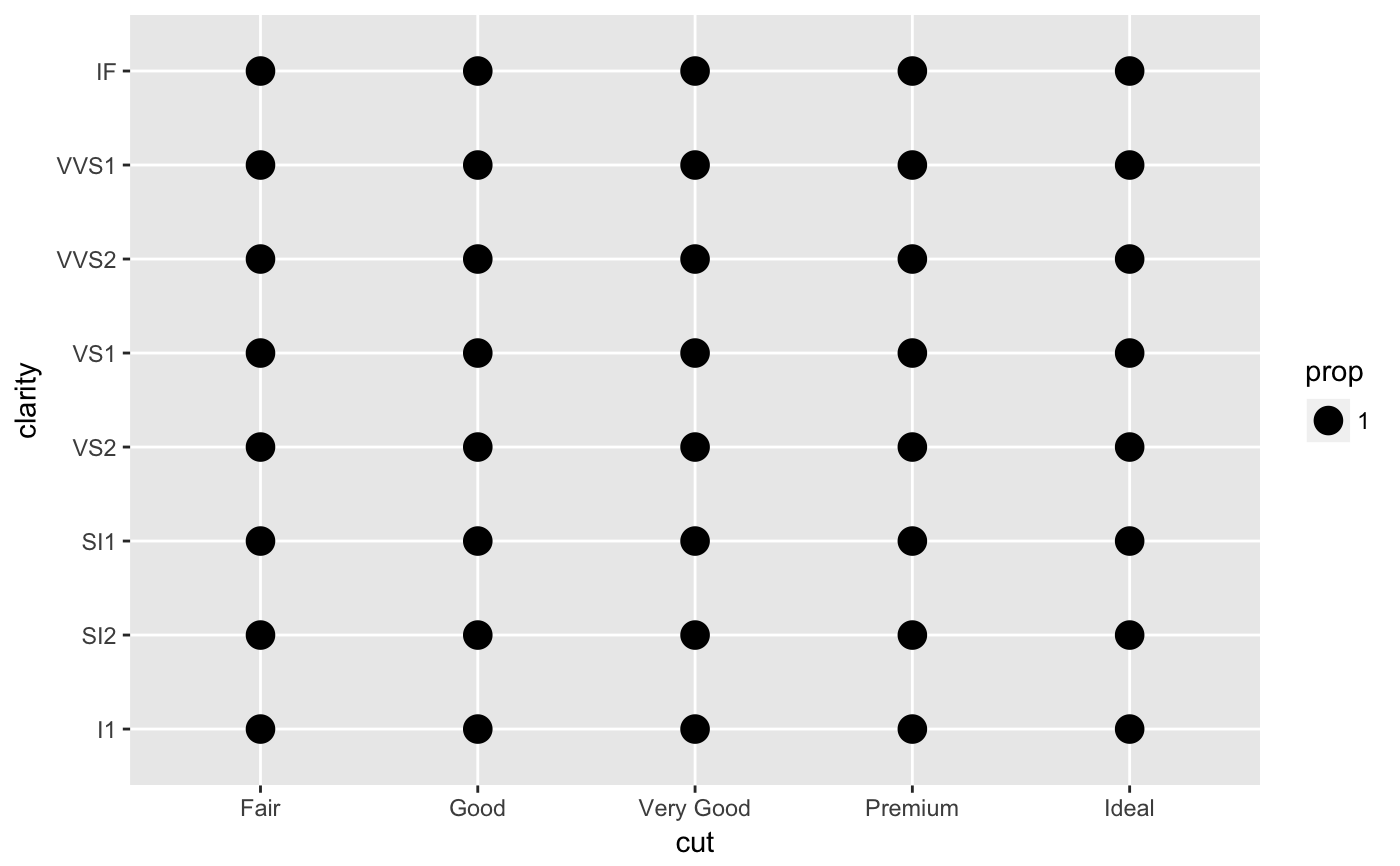 IF
VVS1
VVS2
VS1
VS2
SI1
SI2
I1
clarity
Fair Good Very Good Premium Ideal
cut
prop
1